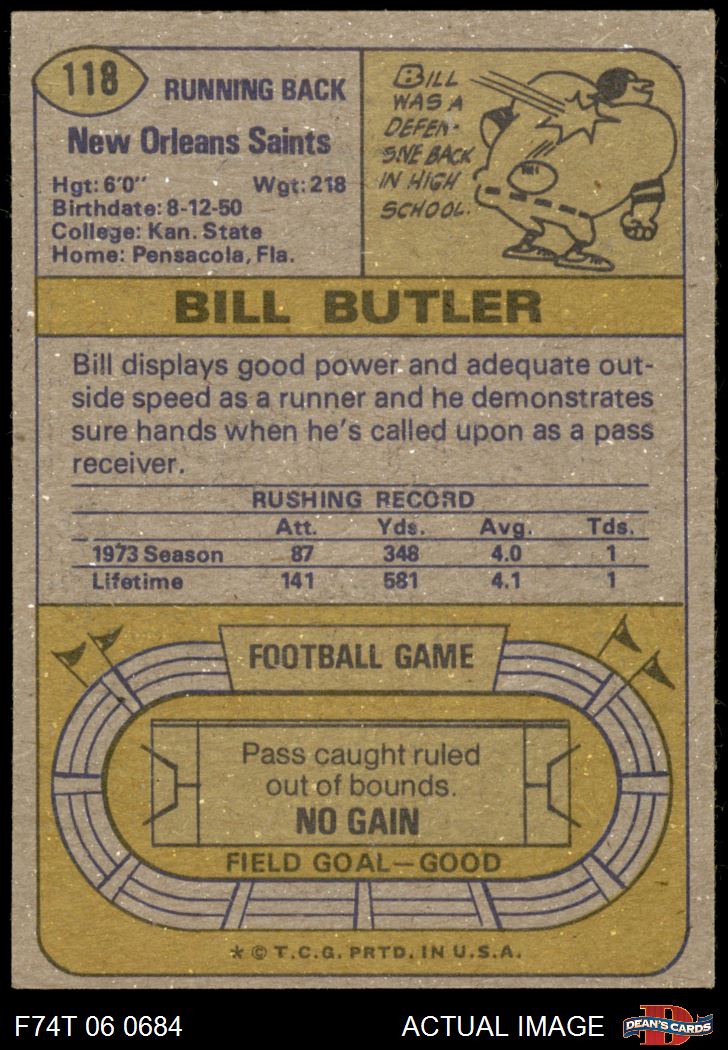 118
RUNNING BACK
New Orleans Saints
Hgt: 6'0" Wgt: 218
Birthdate: 8-12-50
College: Kan. State
Home: Pensacola, Fla.
BILL
WAS A
DEFEN-
SIVE BACK
IN HIGH
SCHOOL.
BILL BUTLER
Bill displays good power and adequate out-
side speed as a runner and he demonstrates
sure hands when he's called upon as a pass
receiver.
RUSHING RECORD
Att. Yds. Avg. Tds.
1973 Season 87 348 4.0 1
Lifetime 141 581 4.1 1
FOOTBALL GAME
Pass caught ruled
out of bounds.
NO GAIN
FIELD GOAL—GOOD
* © T.C.G. PRTD. IN U.S.A.
F74T 06 0684 ACTUAL IMAGE
D
DEAN'S CARDS